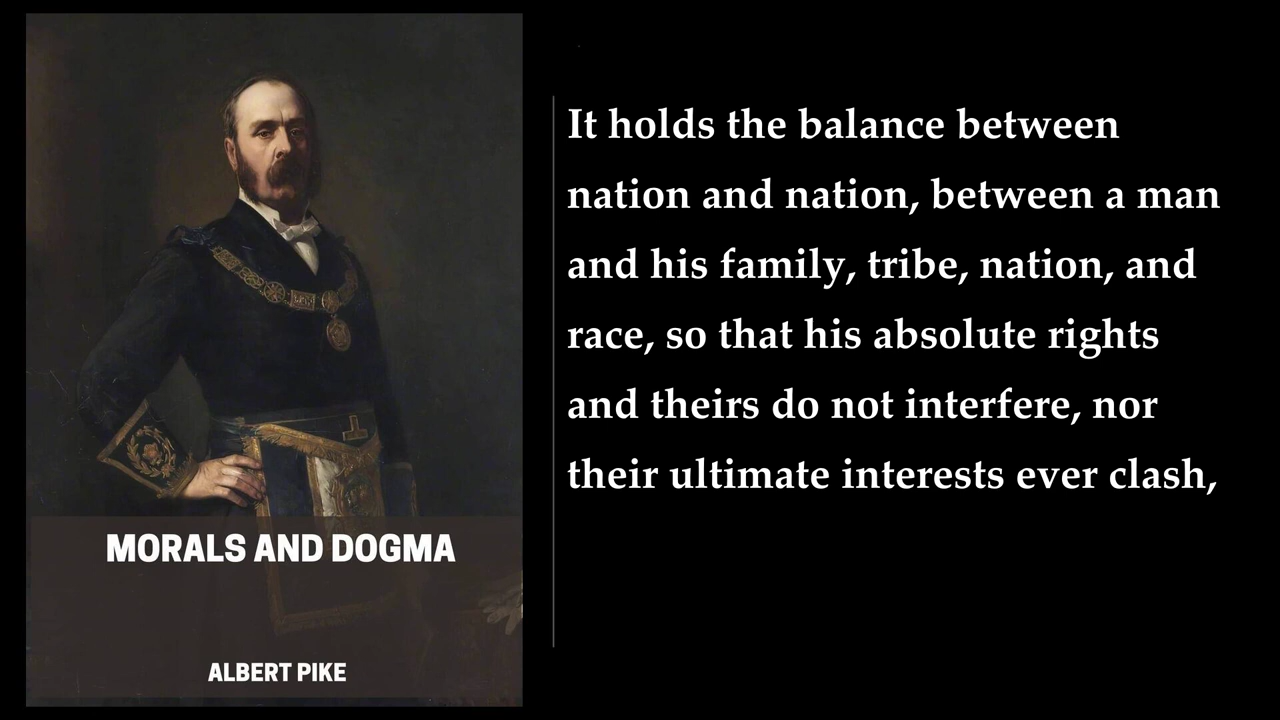 MORALS AND DOGMA
ALBERT PIKE
It holds the balance between
nation and nation, between a man
and his family, tribe, nation, and
race, so that his absolute rights
and theirs do not interfere, nor
their ultimate interests ever clash,